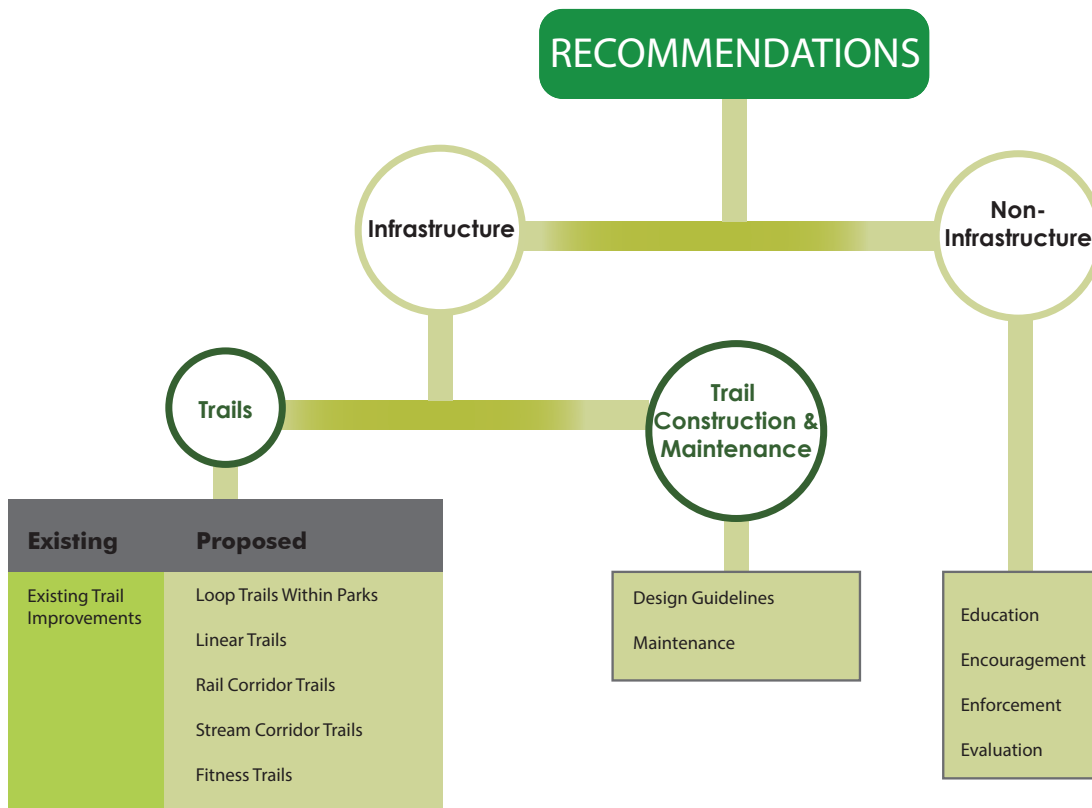 RECOMMENDATIONS
Infrastructure
Non-
Infrastructure
Trails
Trail
Construction &
Maintenance
Existing
Proposed
Existing Trail
Improvements
Loop Trails Within Parks
Linear Trails
Rail Corridor Trails
Stream Corridor Trails
Fitness Trails
Design Guidelines
Maintenance
Education
Encouragement
Enforcement
Evaluation